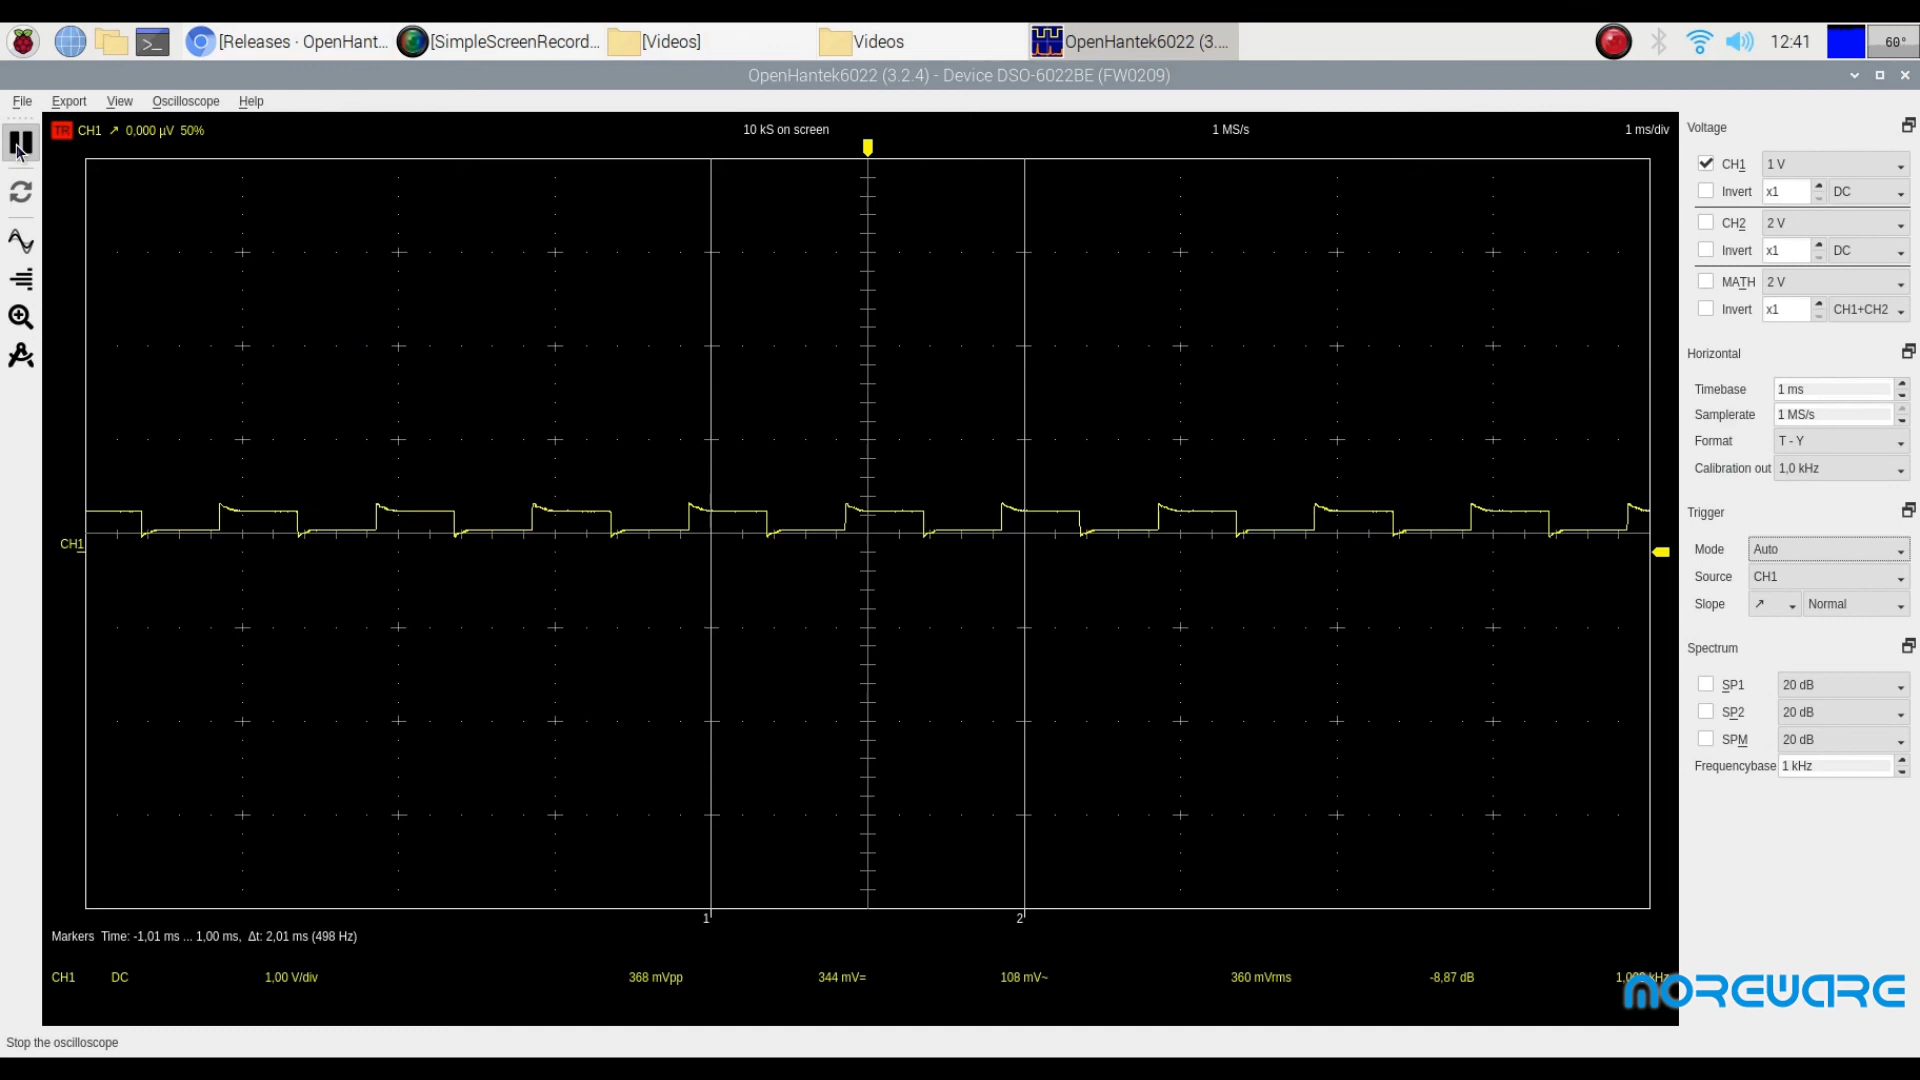 [Releases · OpenHant...
[SimpleScreenRecord...
[Videos]
Videos
OpenHantek6022 (3....
12:41
60°
OpenHantek6022 (3.2.4) - Device DSO-6022BE (FW0209)
File Export View Oscilloscope Help
TR CH1 ↗ 0,000 µV 50%
10 kS on screen
1 MS/s
1 ms/div
CH1
1 2
Markers Time: -1,01 ms ... 1,00 ms, Δt: 2,01 ms (498 Hz)
CH1 DC 1,00 V/div 368 mVpp 344 mV= 108 mV~ 360 mVrms -8,87 dB
MOREWARE
Stop the oscilloscope
Voltage
CH1 1 V
Invert x1 DC
CH2 2 V
Invert x1 DC
MATH 2 V
Invert x1 CH1+CH2
Horizontal
Timebase 1 ms
Samplerate 1 MS/s
Format T - Y
Calibration out 1,0 kHz
Trigger
Mode Auto
Source CH1
Slope ↗ Normal
Spectrum
SP1 20 dB
SP2 20 dB
SPM 20 dB
Frequencybase 1 kHz